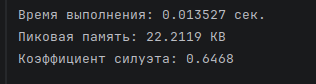 Время выполнения: 0.013527 сек.
Пиковая память: 22.2119 KB
Коэффициент силуэта: 0.6468